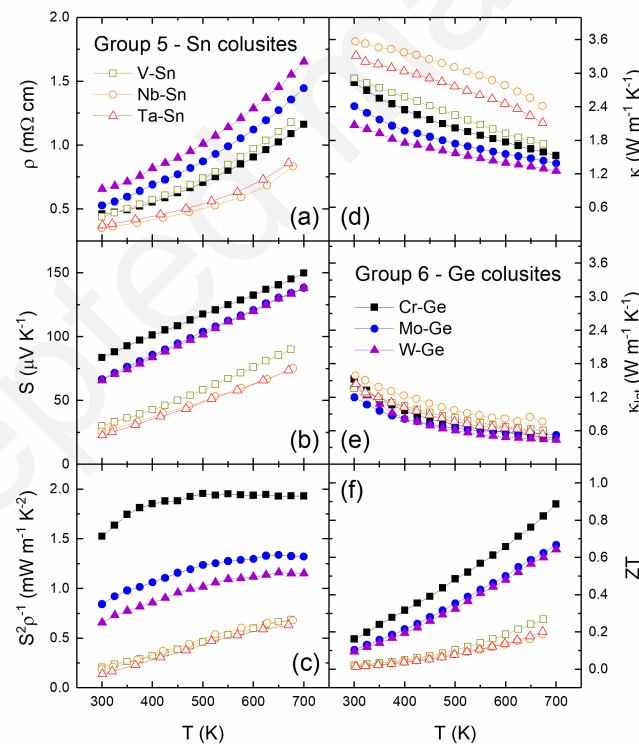 Accepted ma
2.0
1.5
1.0
0.5
ρ (mΩ cm)
Group 5 - Sn colusites
V-Sn
Nb-Sn
Ta-Sn
(a)
3.6
3.0
2.4
1.8
1.2
κ (W m⁻¹ K⁻¹)
(d)
150
100
50
0
S (μV K⁻¹)
(b)
Group 6 - Ge colusites
Cr-Ge
Mo-Ge
W-Ge
3.6
3.0
2.4
1.8
1.2
0.6
κlat (W m⁻¹ K⁻¹)
(e)
2.0
1.5
1.0
0.5
0.0
S²ρ⁻¹ (mW m⁻¹ K⁻²)
(c)
(f)
1.0
0.8
0.6
0.4
0.2
0.0
ZT
300 400 500 600 700
300 400 500 600 700
T (K)
T (K)